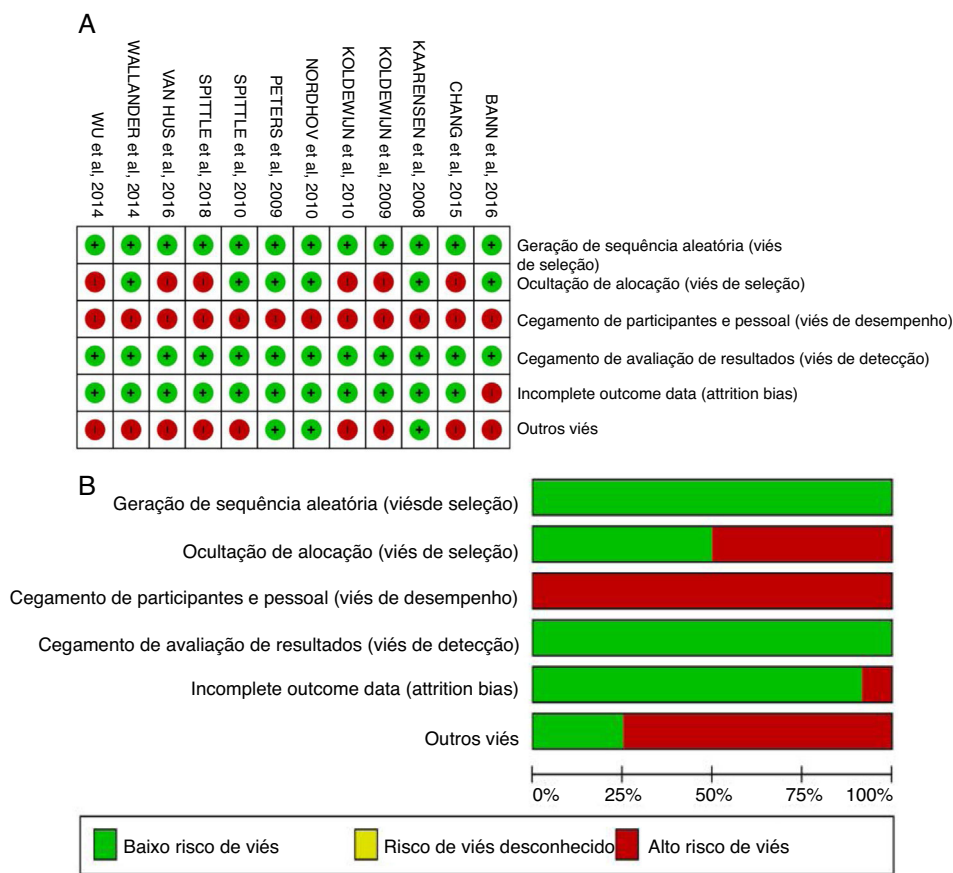 A
WU et al, 2014
WALLANDER et al, 2014
VAN HUS et al, 2016
SPITTLE et al, 2018
SPITTLE et al, 2010
PETERS et al, 2009
NORDHOV et al, 2010
KOLDEWIJN et al, 2010
KOLDEWIJN et al, 2009
KAARENSEN et al, 2008
CHANG et al, 2015
BANN et al, 2016
+ + + + + + + + + + + +
Geração de sequência aleatória (viés
de seleção)
- + - - + + + - - + - +
Ocultação de alocação (viés de seleção)
- - - - - - - - - - - -
Cegamento de participantes e pessoal (viés de desempenho)
+ + + + + + + + + + + +
Cegamento de avaliação de resultados (viés de detecção)
+ + + + + + + + + + + -
Incomplete outcome data (attrition bias)
- - - - - + + - - + - -
Outros viés
B
Geração de sequência aleatória (viésde seleção)
Ocultação de alocação (viés de seleção)
Cegamento de participantes e pessoal (viés de desempenho)
Cegamento de avaliação de resultados (viés de detecção)
Incomplete outcome data (attrition bias)
Outros viés
0% 25% 50% 75% 100%
Baixo risco de viés Risco de viés desconhecido Alto risco de viés